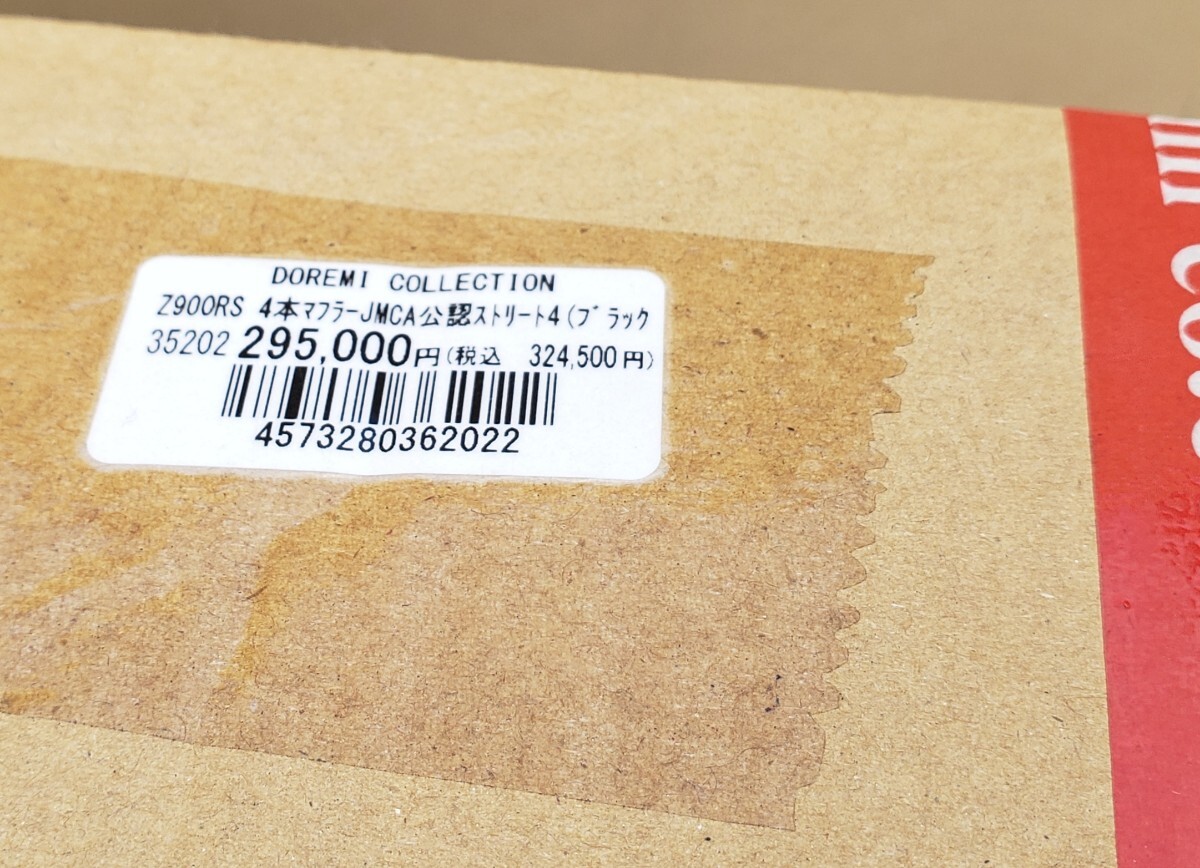 DOREMI COLLECTION
Z900RS 4本ﾏﾌﾗｰJMCA公認ｽﾄﾘｰﾄ4(ﾌﾞﾗｯｸ
35202 295,000円(税込 324,500円)
4573280362022